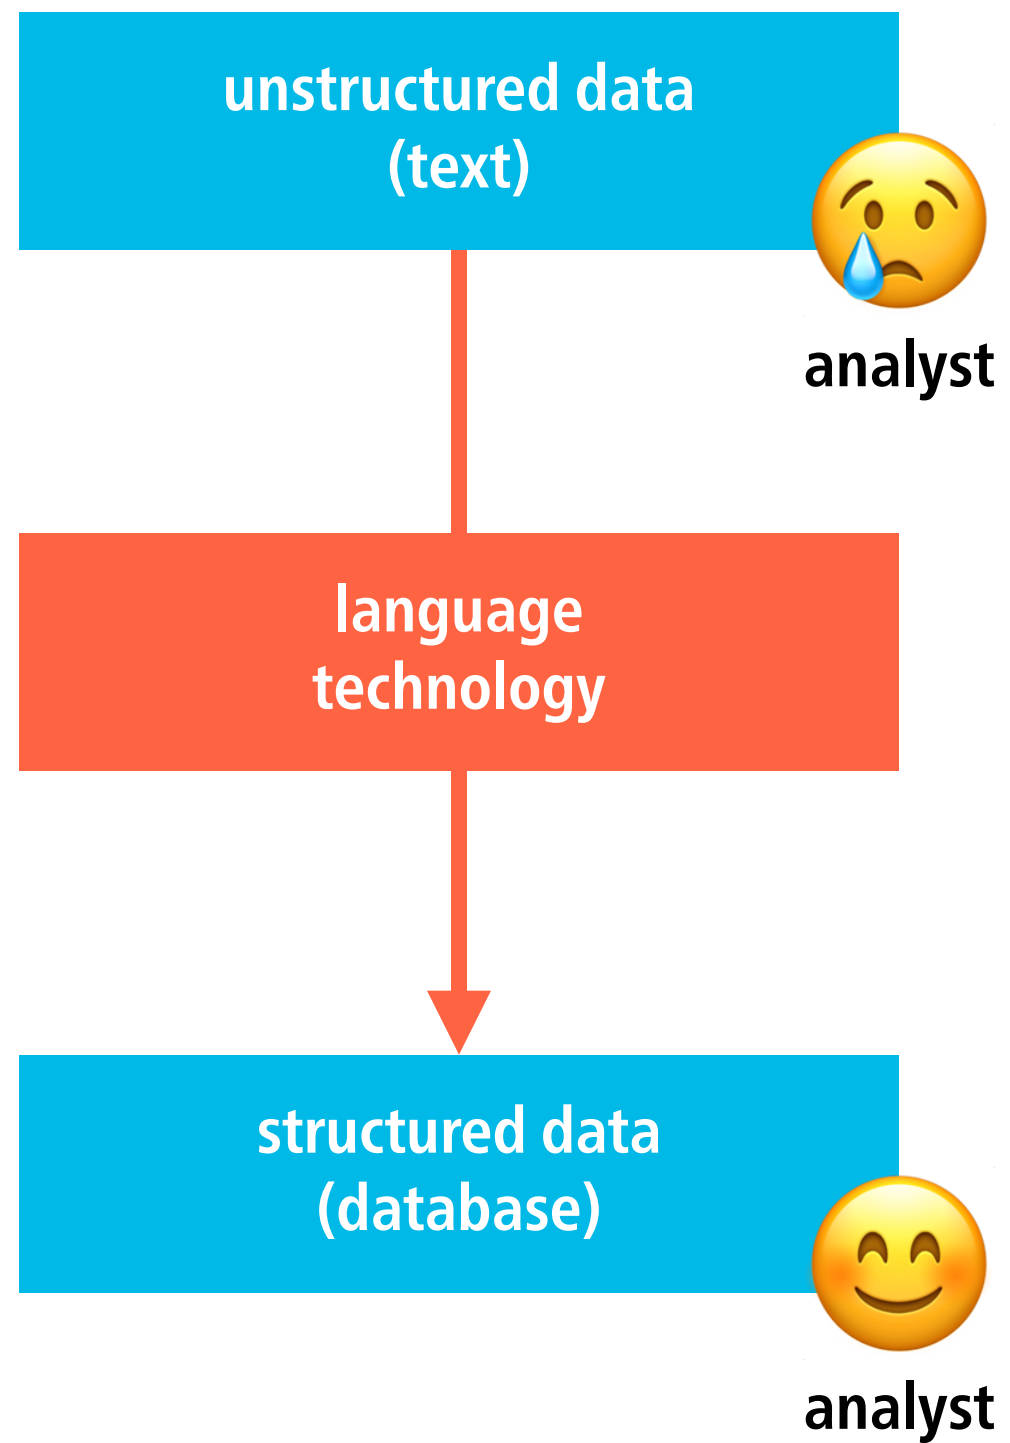 unstructured data
(text)
analyst
language
technology
structured data
(database)
analyst